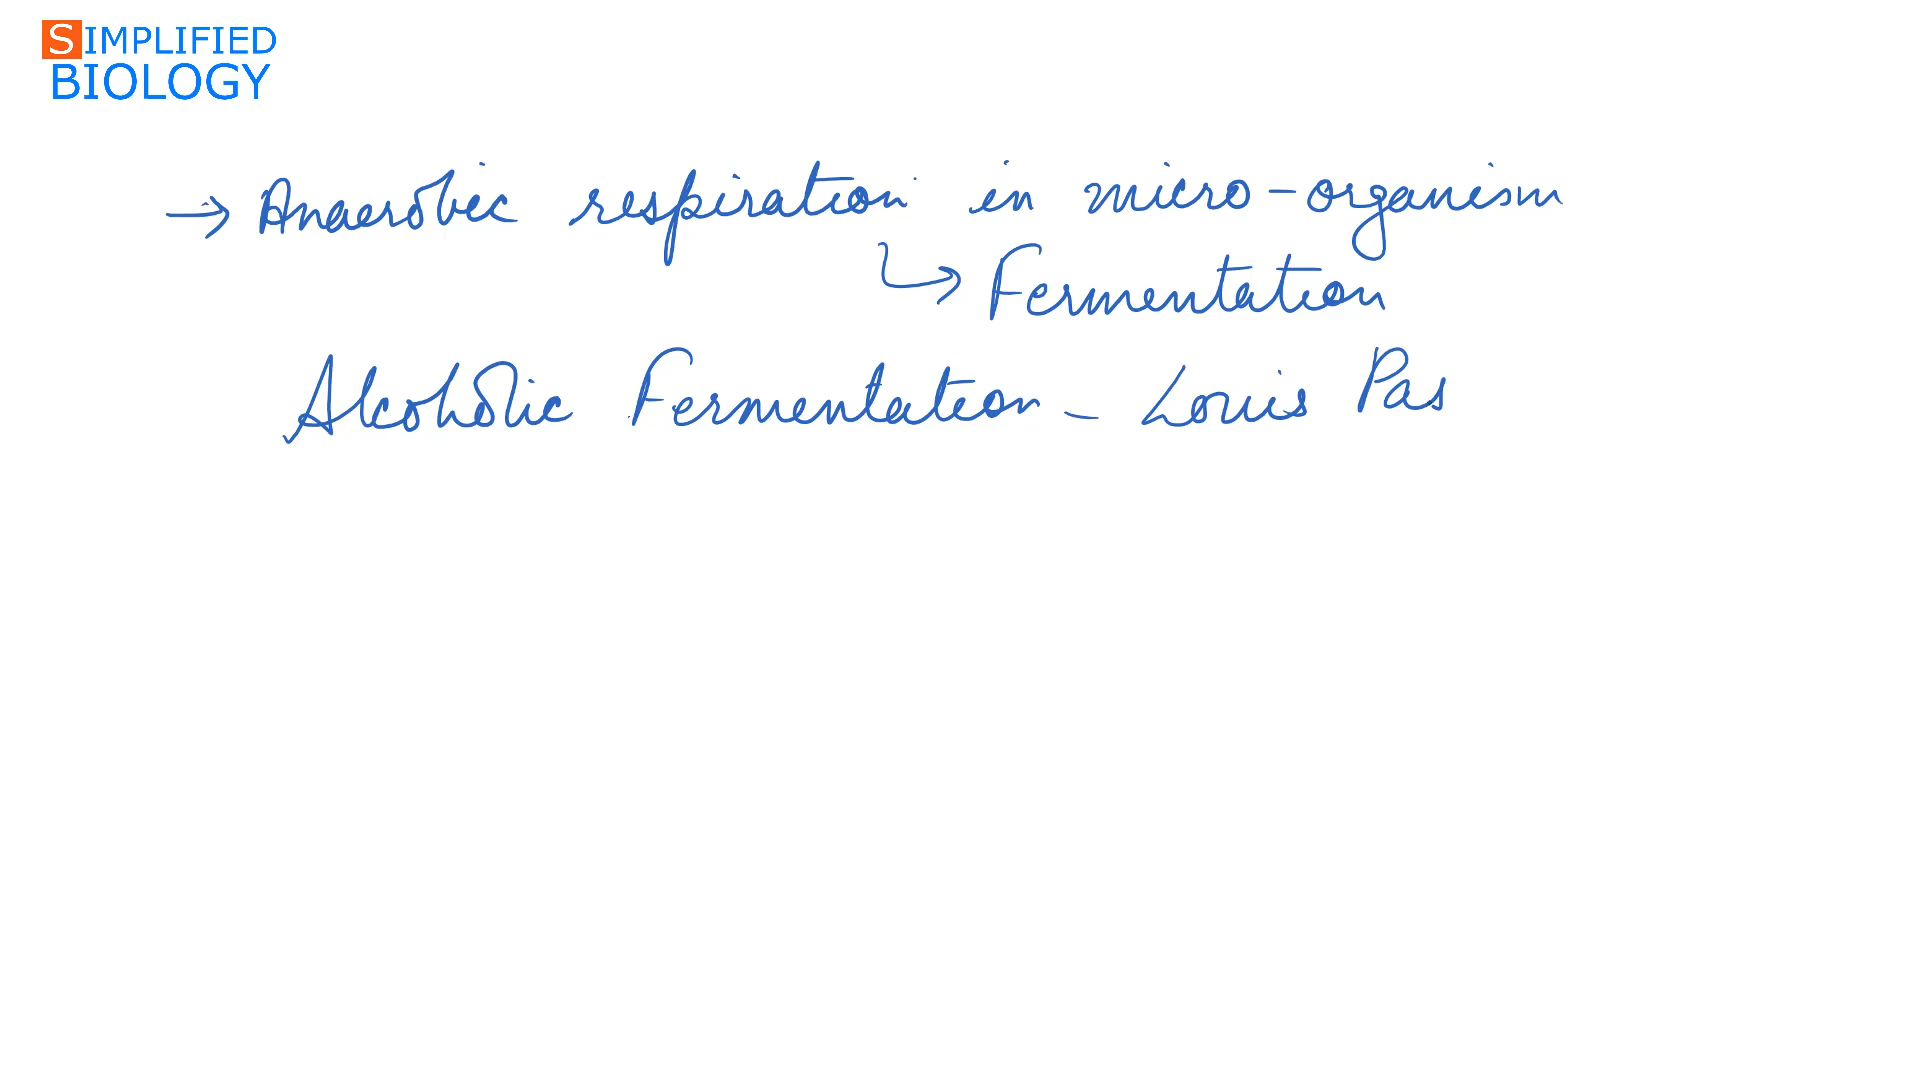 SIMPLIFIED
BIOLOGY
→ Anaerobic respiration in micro-organism
↳ Fermentation
Alcoholic Fermentation - Louis Pas